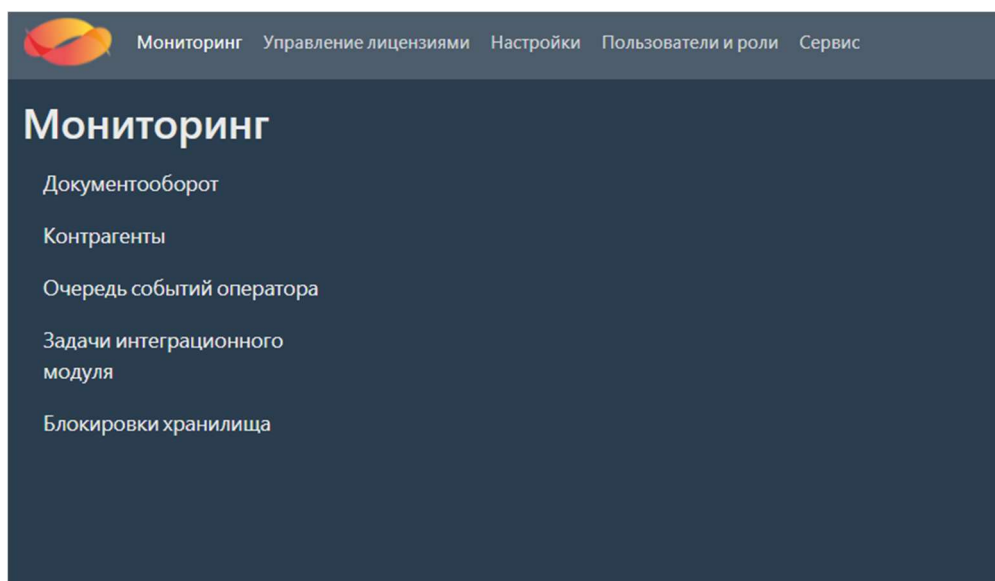 Мониторинг Управление лицензиями Настройки Пользователи и роли Сервис
Мониторинг
Документооборот
Контрагенты
Очередь событий оператора
Задачи интеграционного
модуля
Блокировки хранилища